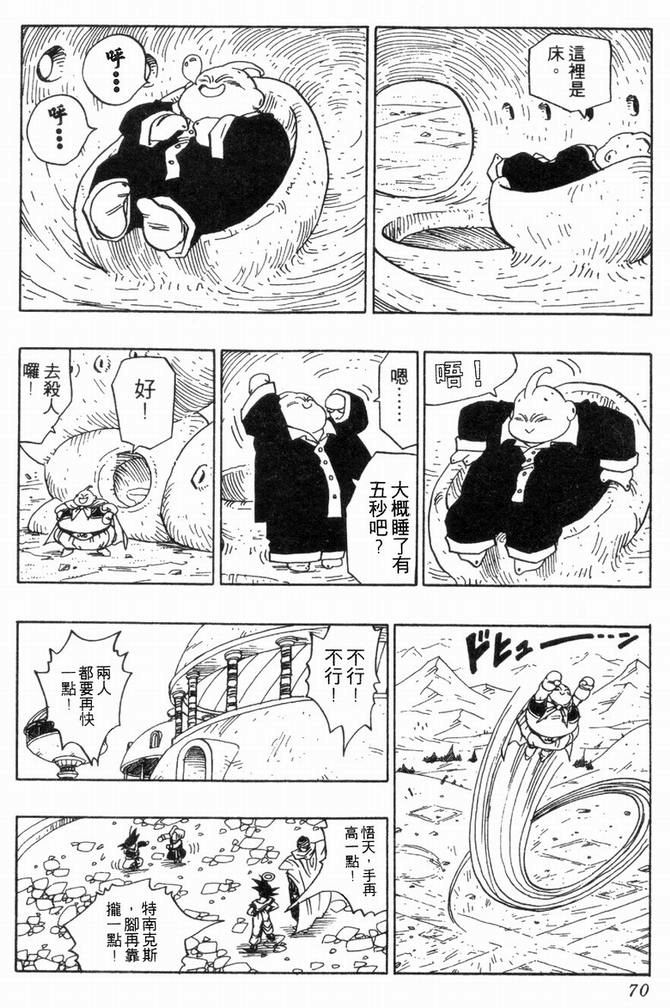 這裡是
床。
呼…
呼…
唔！
嗯……
大概睡了有
五秒吧？
好！
去殺人
囉！
ドヒュー…ン
不行！
不行！
兩人
都要再快
一點！
悟天，手再
高一點！
特南克斯
，腳再靠
攏一點！
70